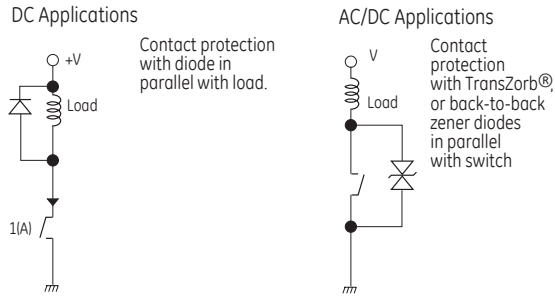 DC Applications
Contact protection
with diode in
parallel with load.
+V
Load
1(A)
AC/DC Applications
V
Load
Contact
protection
with TransZorb®,
or back-to-back
zener diodes
in parallel
with switch